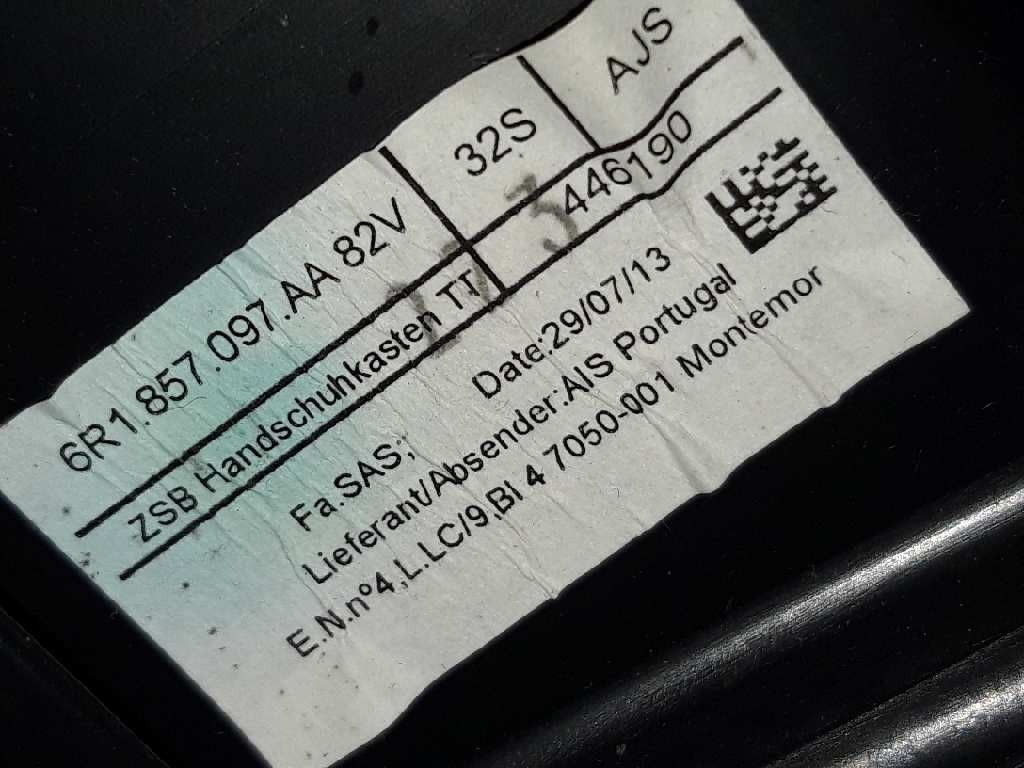 6R1.857.097.AA 82V 32S AJS
ZSB Handschuhkasten TT 446190
Fa.SAS; Date:29/07/13
Lieferant/Absender:AIS Portugal
E.N.nº4,L.LC/9,Bl 4 7050-001 Montemor